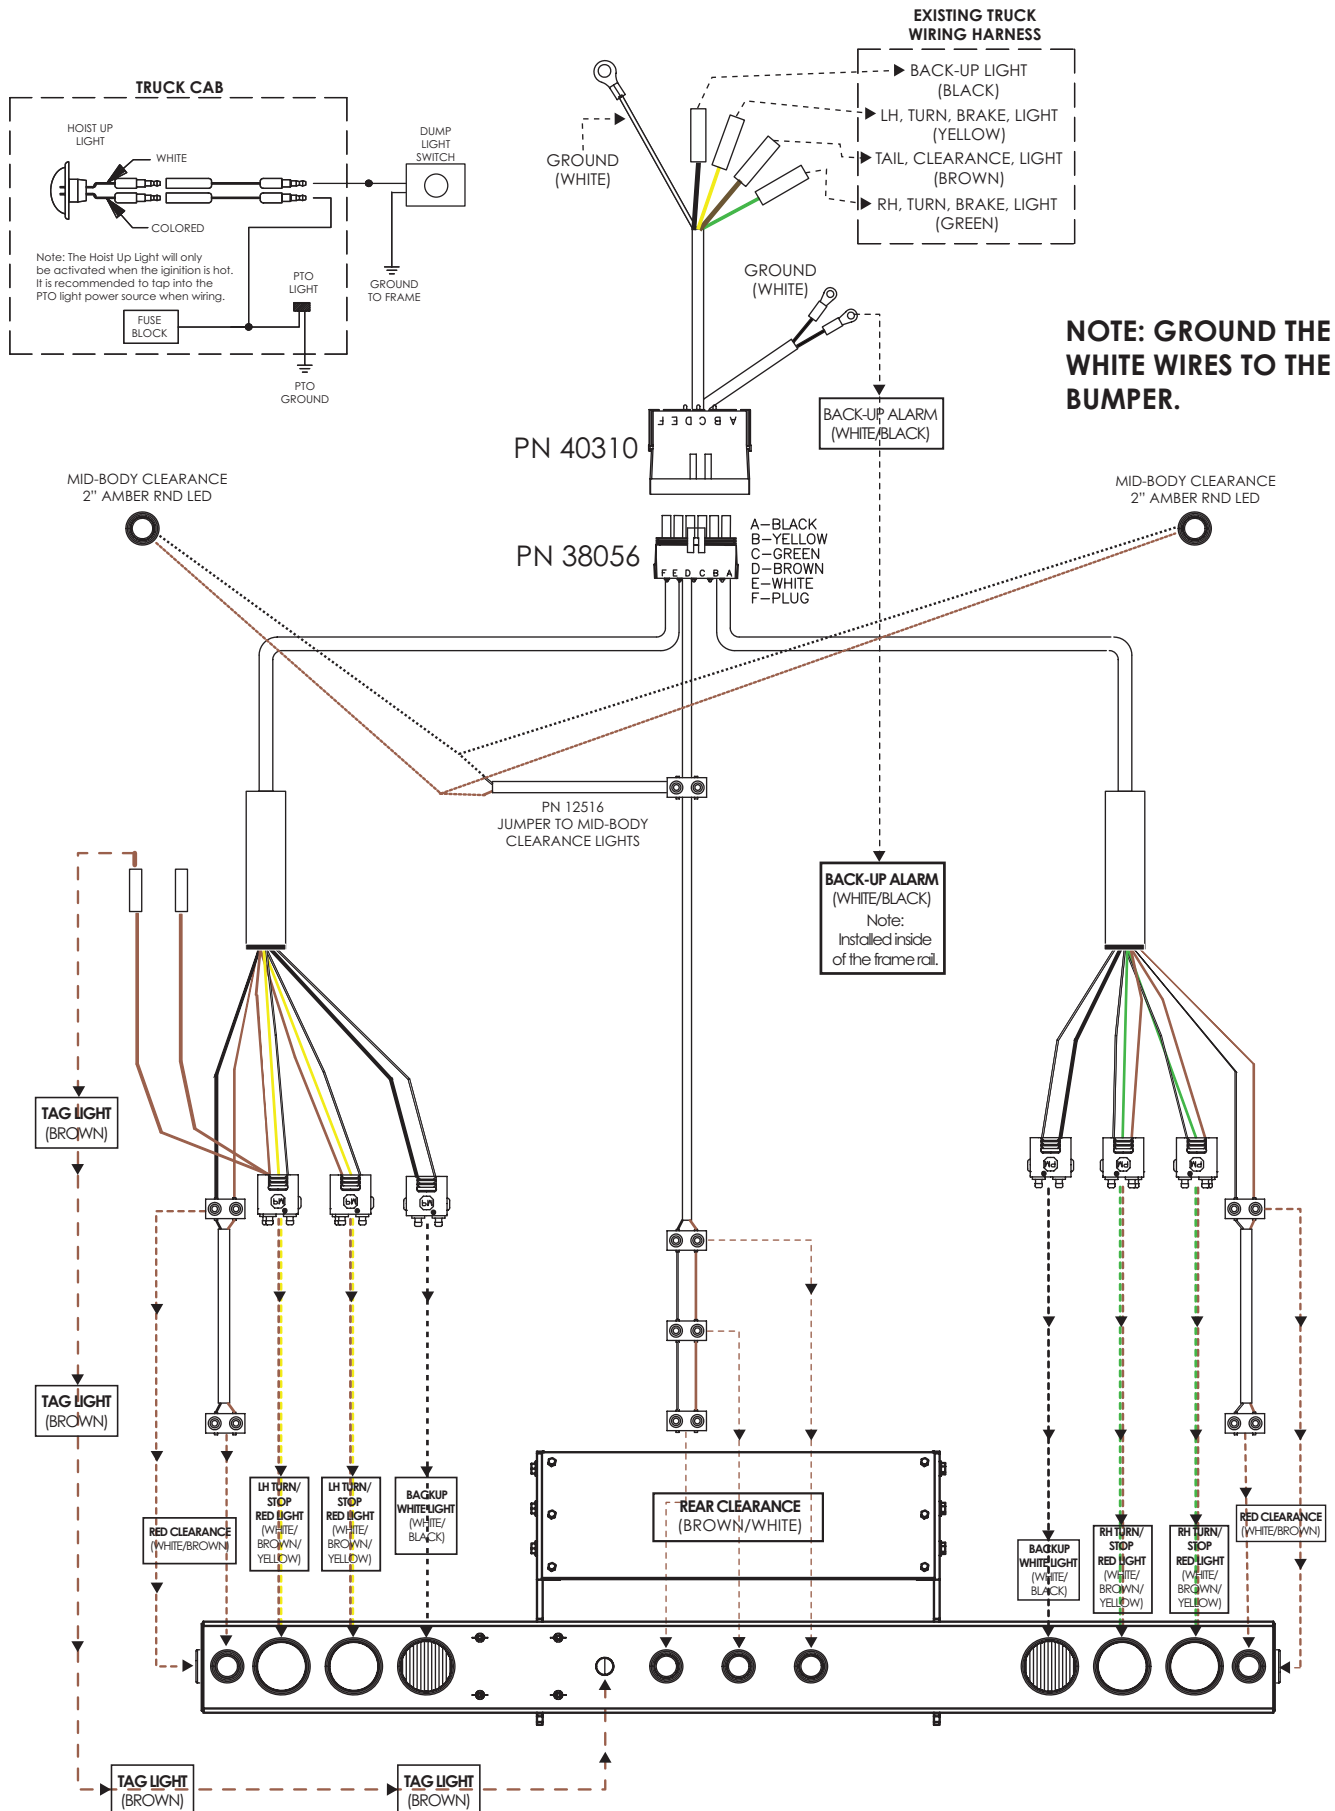 EXISTING TRUCK
WIRING HARNESS
BACK-UP LIGHT
(BLACK)
LH, TURN, BRAKE, LIGHT
(YELLOW)
TAIL, CLEARANCE, LIGHT
(BROWN)
RH, TURN, BRAKE, LIGHT
(GREEN)
TRUCK CAB
HOIST UP
LIGHT
WHITE
COLORED
Note: The Hoist Up Light will only
be activated when the iginition is hot.
It is recommended to tap into the
PTO light power source when wiring.
FUSE
BLOCK
PTO
LIGHT
PTO
GROUND
DUMP
LIGHT
SWITCH
GROUND
TO FRAME
GROUND
(WHITE)
GROUND
(WHITE)
NOTE: GROUND THE
WHITE WIRES TO THE
BUMPER.
BACK-UP ALARM
(WHITE/BLACK)
F E D C B A
PN 40310
PN 38056
F E D C B A
A-BLACK
B-YELLOW
C-GREEN
D-BROWN
E-WHITE
F-PLUG
MID-BODY CLEARANCE
2" AMBER RND LED
MID-BODY CLEARANCE
2" AMBER RND LED
PN 12516
JUMPER TO MID-BODY
CLEARANCE LIGHTS
BACK-UP ALARM
(WHITE/BLACK)
Note:
Installed inside
of the frame rail.
TAG LIGHT
(BROWN)
PM
PM
PM
PM
PM
PM
TAG LIGHT
(BROWN)
RED CLEARANCE
(WHITE/BROWN)
LH TURN/
STOP
RED LIGHT
(WHITE/
BROWN/
YELLOW)
LH TURN/
STOP
RED LIGHT
(WHITE/
BROWN/
YELLOW)
BACKUP
WHITE LIGHT
(WHITE/
BLACK)
REAR CLEARANCE
(BROWN/WHITE)
BACKUP
WHITE LIGHT
(WHITE/
BLACK)
RH TURN/
STOP
RED LIGHT
(WHITE/
BROWN/
YELLOW)
RH TURN/
STOP
RED LIGHT
(WHITE/
BROWN/
YELLOW)
RED CLEARANCE
(WHITE/BROWN)
TAG LIGHT
(BROWN)
TAG LIGHT
(BROWN)